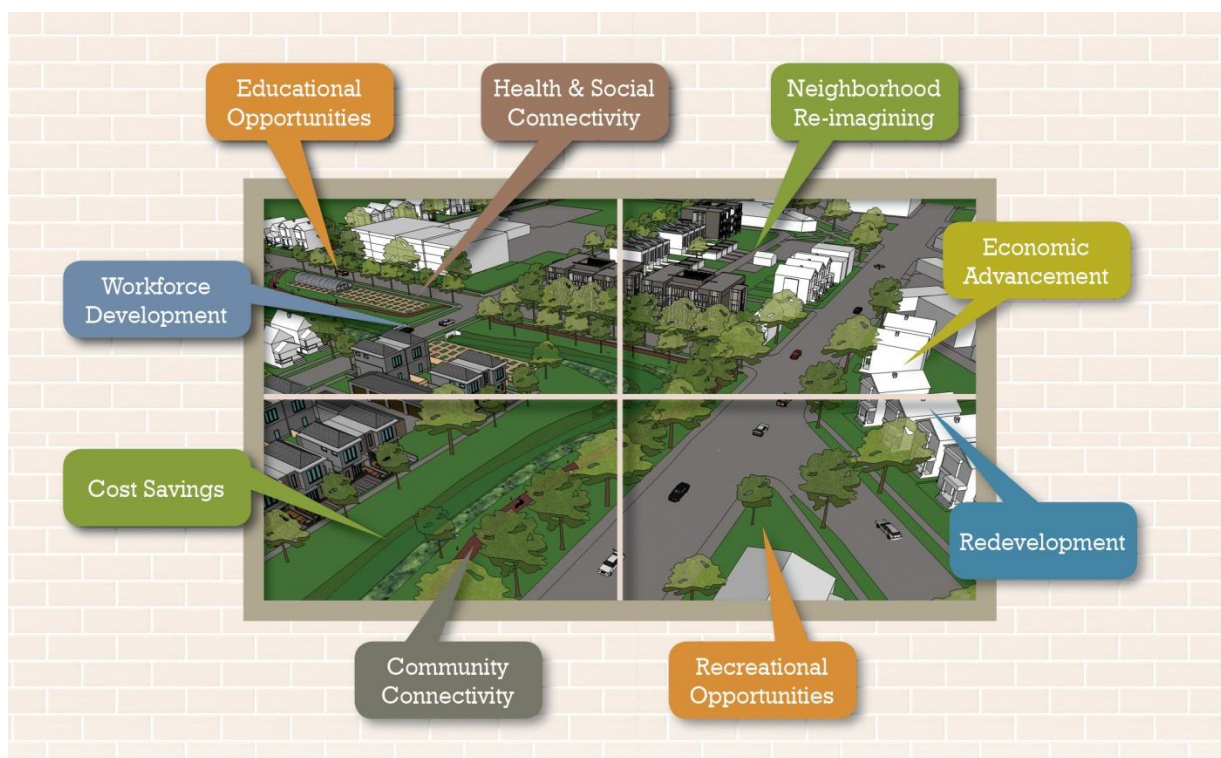 Educational
Opportunities
Health & Social
Connectivity
Neighborhood
Re-imagining
Economic
Advancement
Workforce
Development
Cost Savings
Redevelopment
Community
Connectivity
Recreational
Opportunities